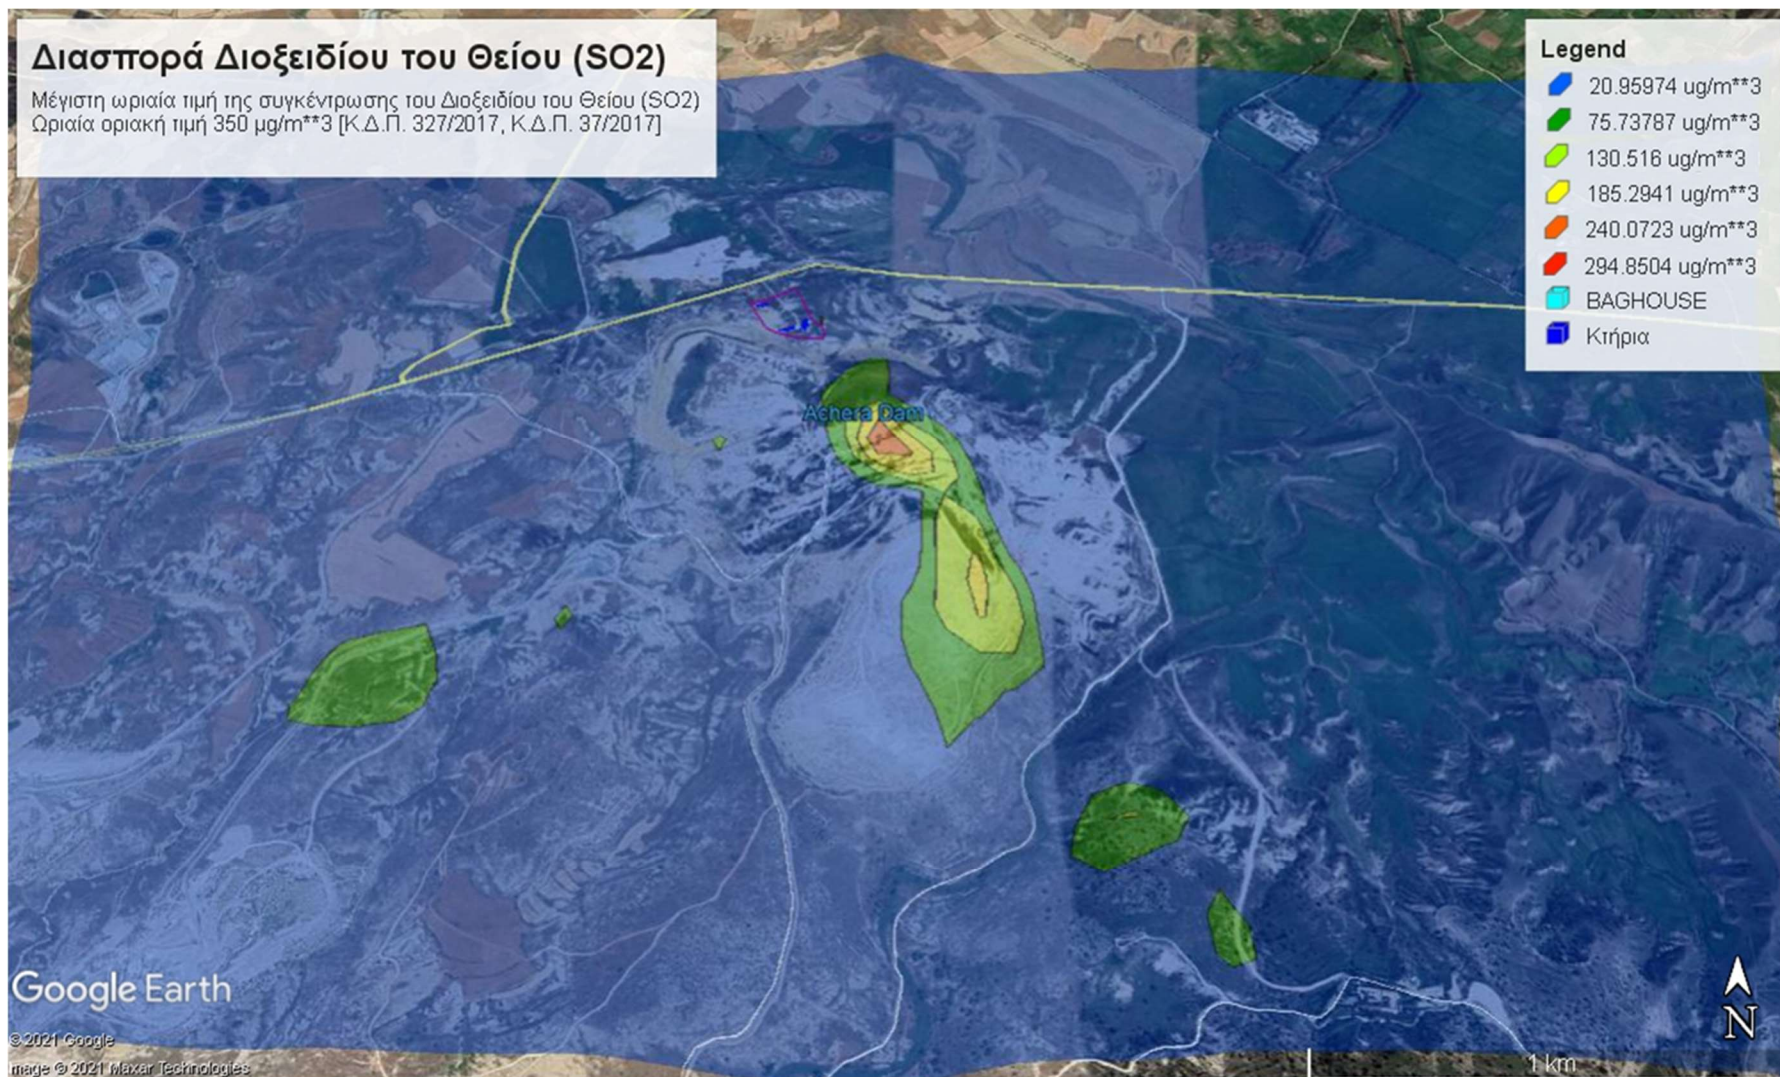 Διασπορά Διοξειδίου του Θείου (SO2)
Μέγιστη ωριαία τιμή της συγκέντρωσης του Διοξειδίου του Θείου (SO2)
Ωριαία οριακή τιμή 350 μg/m**3 [Κ.Δ.Π. 327/2017, Κ.Δ.Π. 37/2017]
Legend
20.95974 ug/m**3
75.73787 ug/m**3
130.516 ug/m**3
185.2941 ug/m**3
240.0723 ug/m**3
294.8504 ug/m**3
BAGHOUSE
Κτήρια
Achera Dam
Google Earth
© 2021 Google
mage © 2021 Maxar Technologies
1 km
N